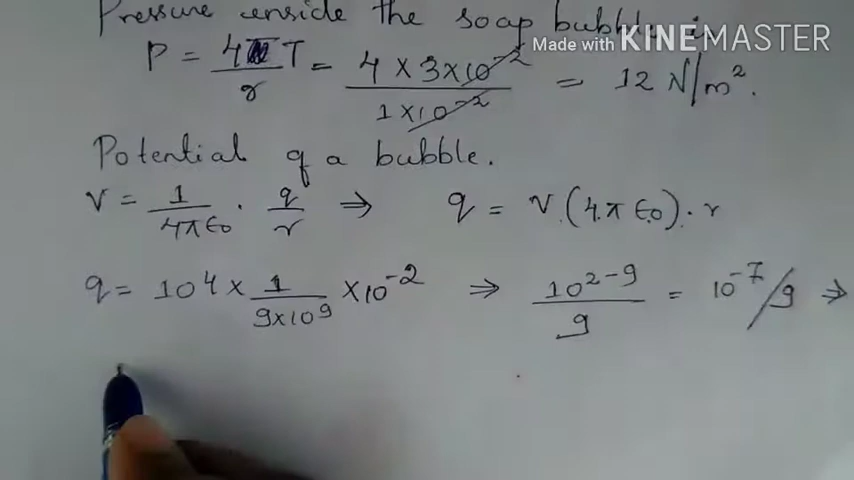 Pressure inside the soap bubble is
Made with KINEMASTER
P = 4T/r = 4 × 3×10⁻² / 1×10⁻² = 12 N/m².
Potential of a bubble.
V = 1/4πε₀ · q/r ⇒ q = V.(4πε₀)·r
q = 10⁴ × 1/9×10⁹ ×10⁻² ⇒ 10²⁻⁹/9 = 10⁻⁷/9 ⇒